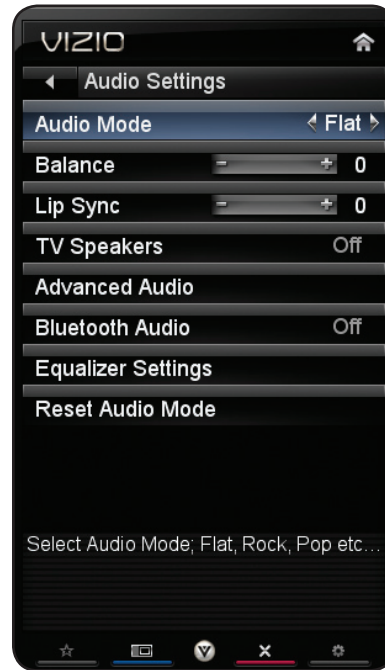 VIZIO
Audio Settings
Audio Mode Flat
Balance - + 0
Lip Sync - + 0
TV Speakers Off
Advanced Audio
Bluetooth Audio Off
Equalizer Settings
Reset Audio Mode
Select Audio Mode; Flat, Rock, Pop etc...
V